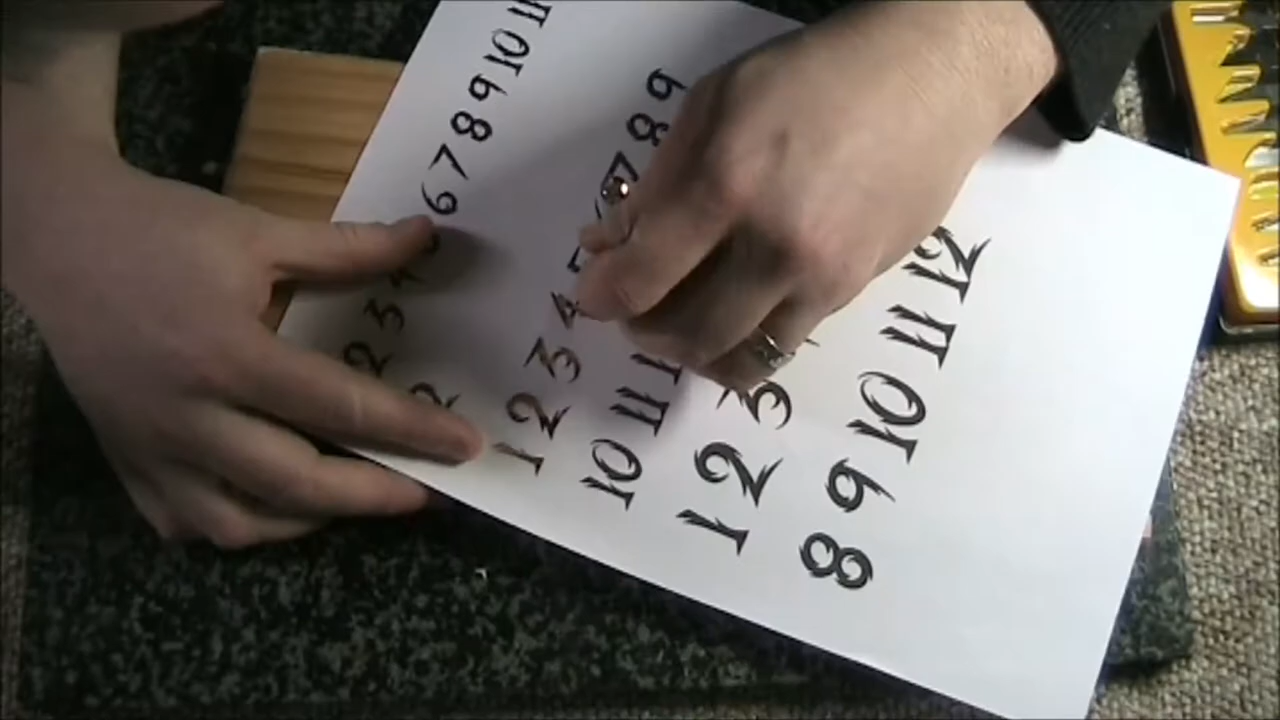 2 3 6 7 8 9 10 11
2
1 2 3 4 7 8 9
10 11
1 2 3
8 9 10 11 12